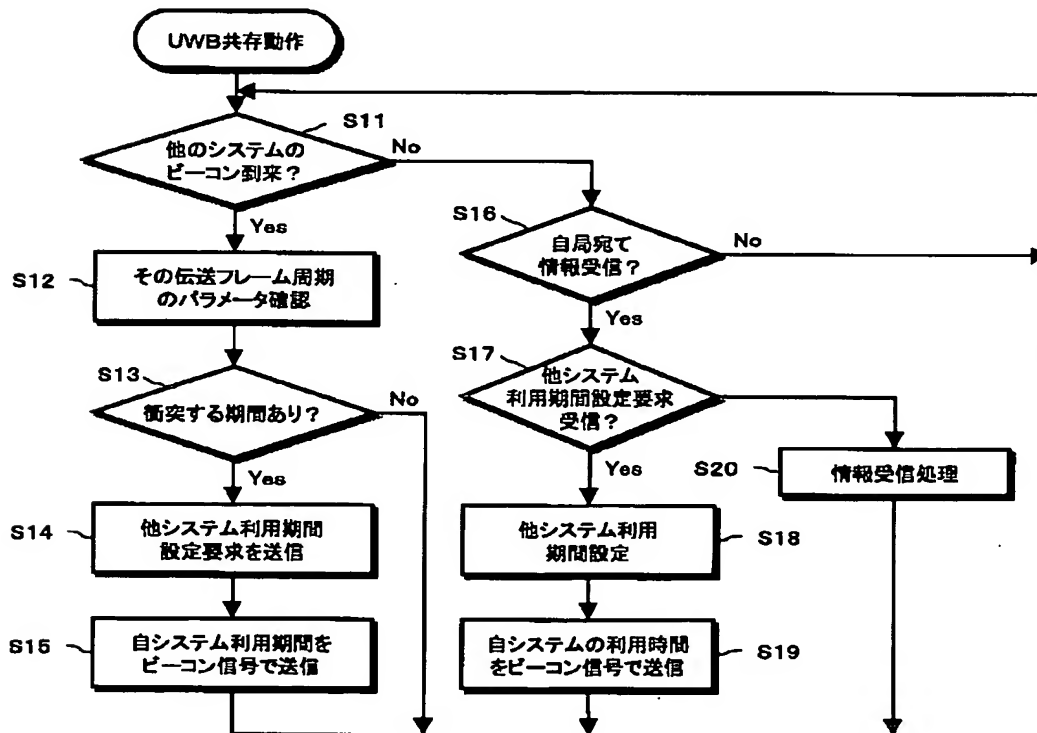 UWB共存動作
S11
他のシステムの
ビーコン到来？
No
Yes
S16
自局宛て
情報受信？
No
S12
その伝送フレーム周期
のパラメータ確認
Yes
S13
衝突する期間あり？
No
S17
他システム
利用期間設定要求
受信？
Yes
Yes
S20
情報受信処理
S14
他システム利用期間
設定要求を送信
他システム利用
期間設定
S18
S15
自システム利用期間を
ビーコン信号で送信
自システムの利用時間
をビーコン信号で送信
S19